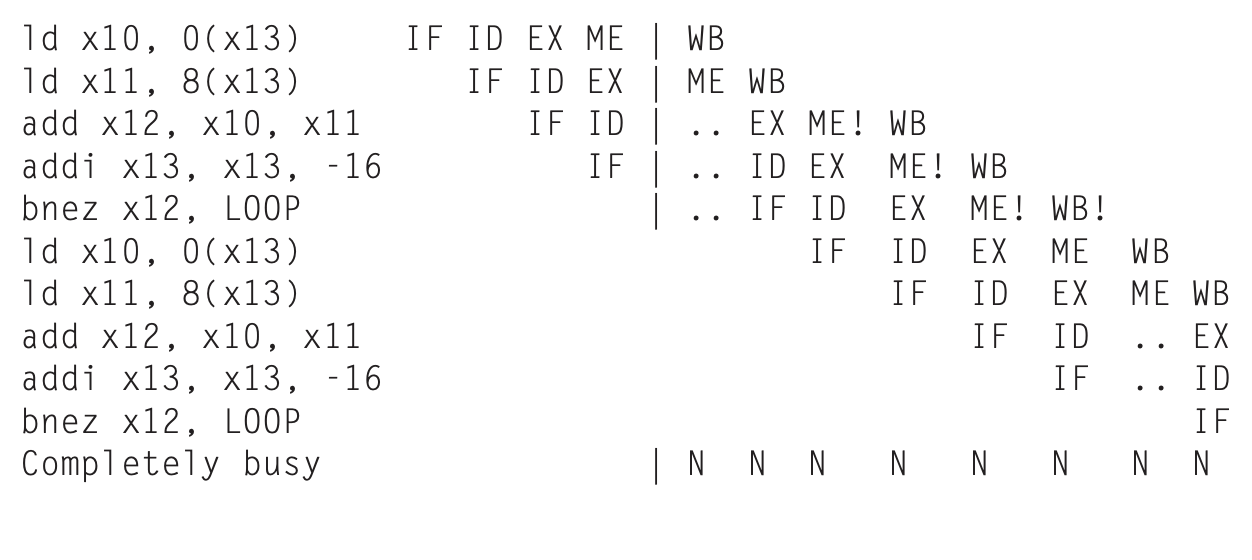 ld x10, 0(x13) IF ID EX ME | WB
ld x11, 8(x13) IF ID EX | ME WB
add x12, x10, x11 IF ID | .. EX ME! WB
addi x13, x13, -16 IF | .. ID EX ME! WB
bnez x12, LOOP | .. IF ID EX ME! WB!
ld x10, 0(x13) IF ID EX ME WB
ld x11, 8(x13) IF ID EX ME WB
add x12, x10, x11 IF ID .. EX
addi x13, x13, -16 IF .. ID
bnez x12, LOOP IF
Completely busy | N N N N N N N N